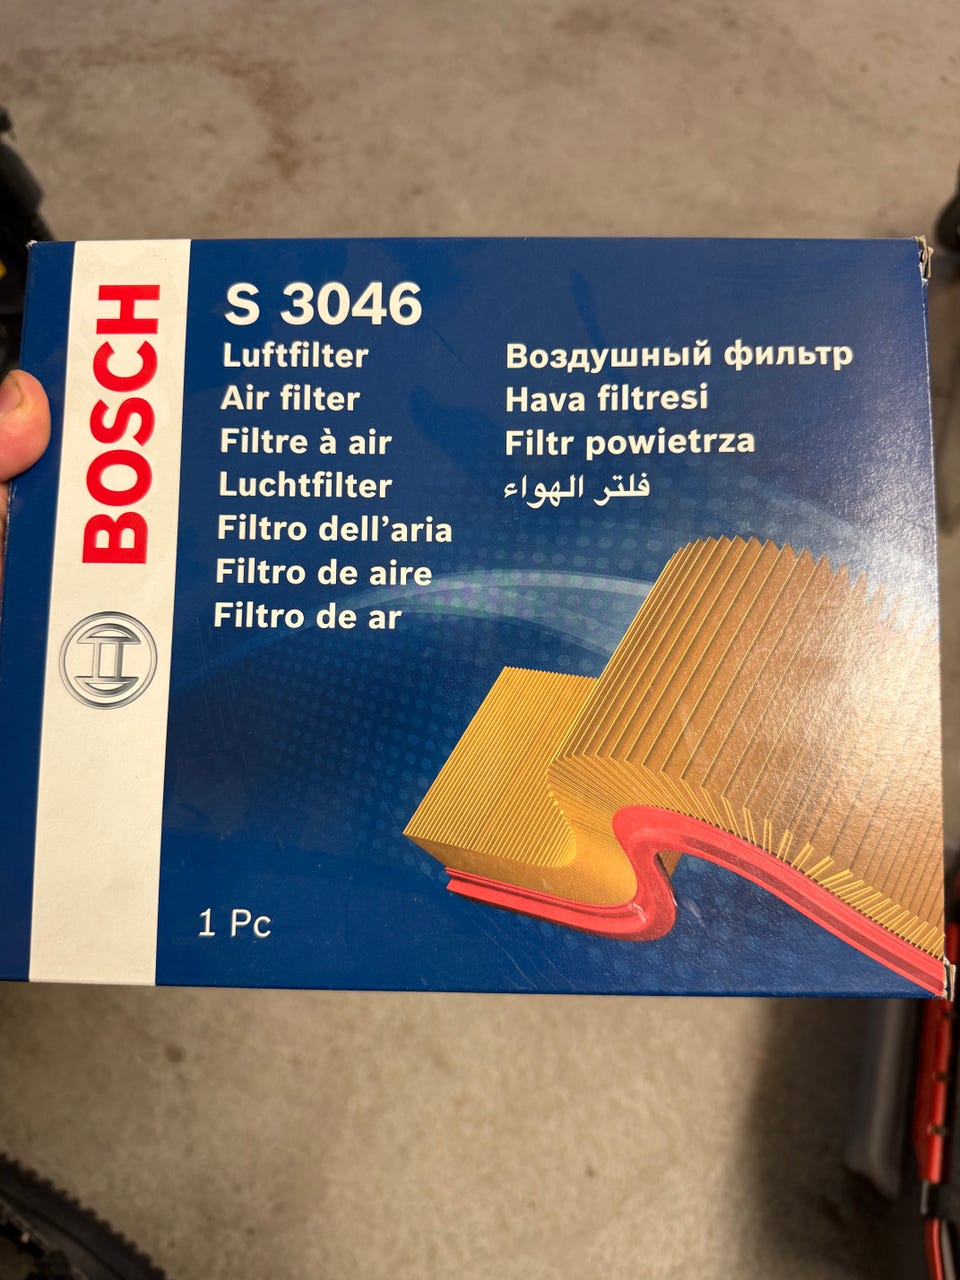 BOSCH
S 3046
Luftfilter
Air filter
Filtre à air
Luchtfilter
Filtro dell’aria
Filtro de aire
Filtro de ar
Воздушный фильтр
Hava filtresi
Filtr powietrza
فلتر الهواء
1 Pc